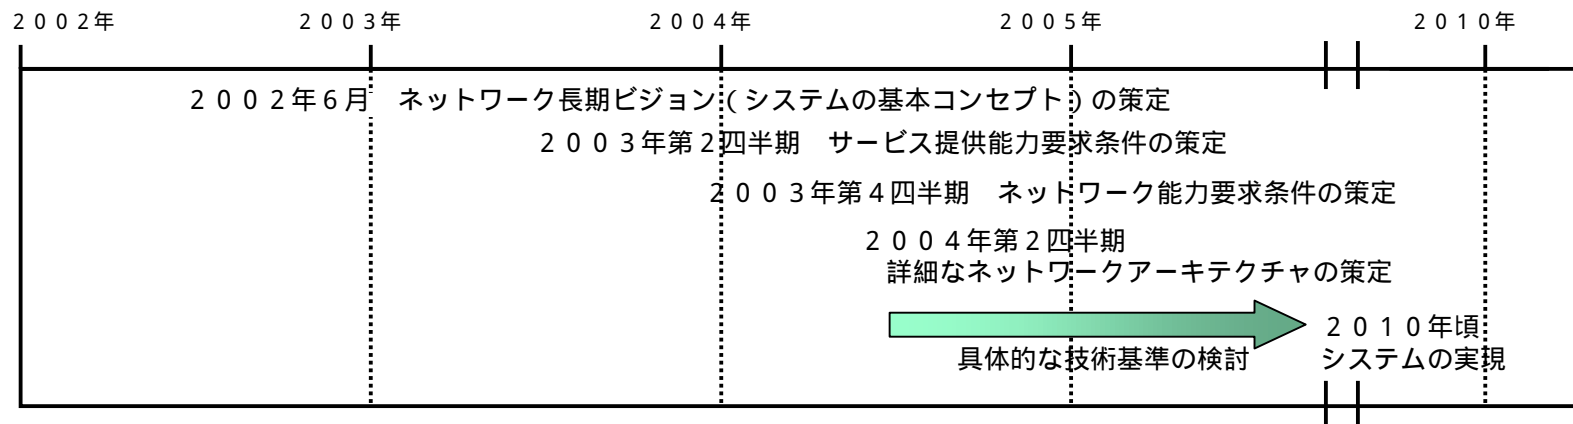 ２００２年
２００３年
２００４年
２００５年
２０１０年
２００２年６月　ネットワーク長期ビジョン（システムの基本コンセプト）の策定
２００３年第２四半期　サービス提供能力要求条件の策定
２００３年第４四半期　ネットワーク能力要求条件の策定
２００４年第２四半期
詳細なネットワークアーキテクチャの策定
２０１０年頃
システムの実現
具体的な技術基準の検討